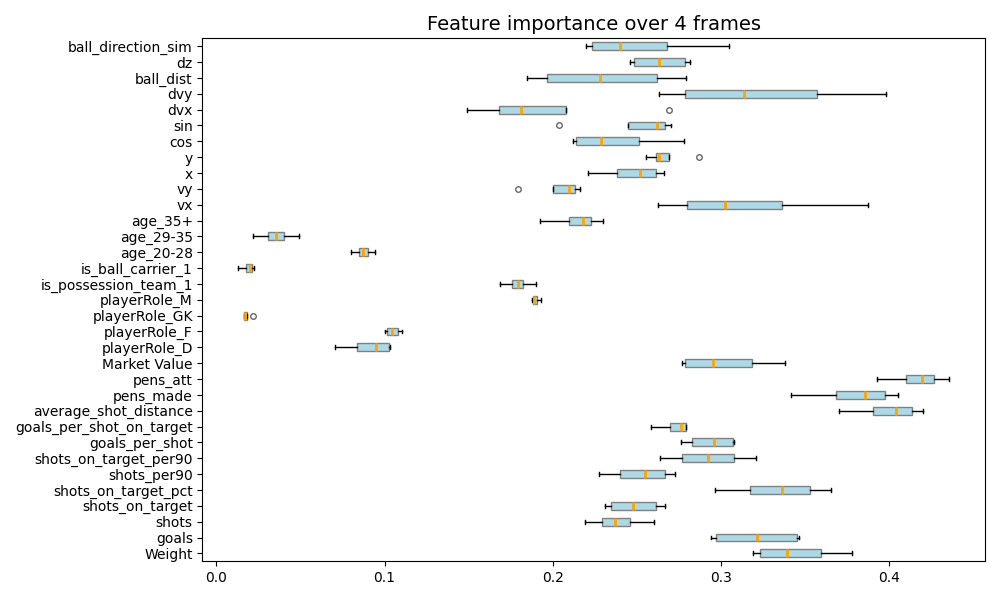 Feature importance over 4 frames
ball_direction_sim
dz
ball_dist
dvy
dvx
sin
cos
y
x
vy
vx
age_35+
age_29-35
age_20-28
is_ball_carrier_1
is_possession_team_1
playerRole_M
playerRole_GK
playerRole_F
playerRole_D
Market Value
pens_att
pens_made
average_shot_distance
goals_per_shot_on_target
goals_per_shot
shots_on_target_per90
shots_per90
shots_on_target_pct
shots_on_target
shots
goals
Weight
0.0 0.1 0.2 0.3 0.4